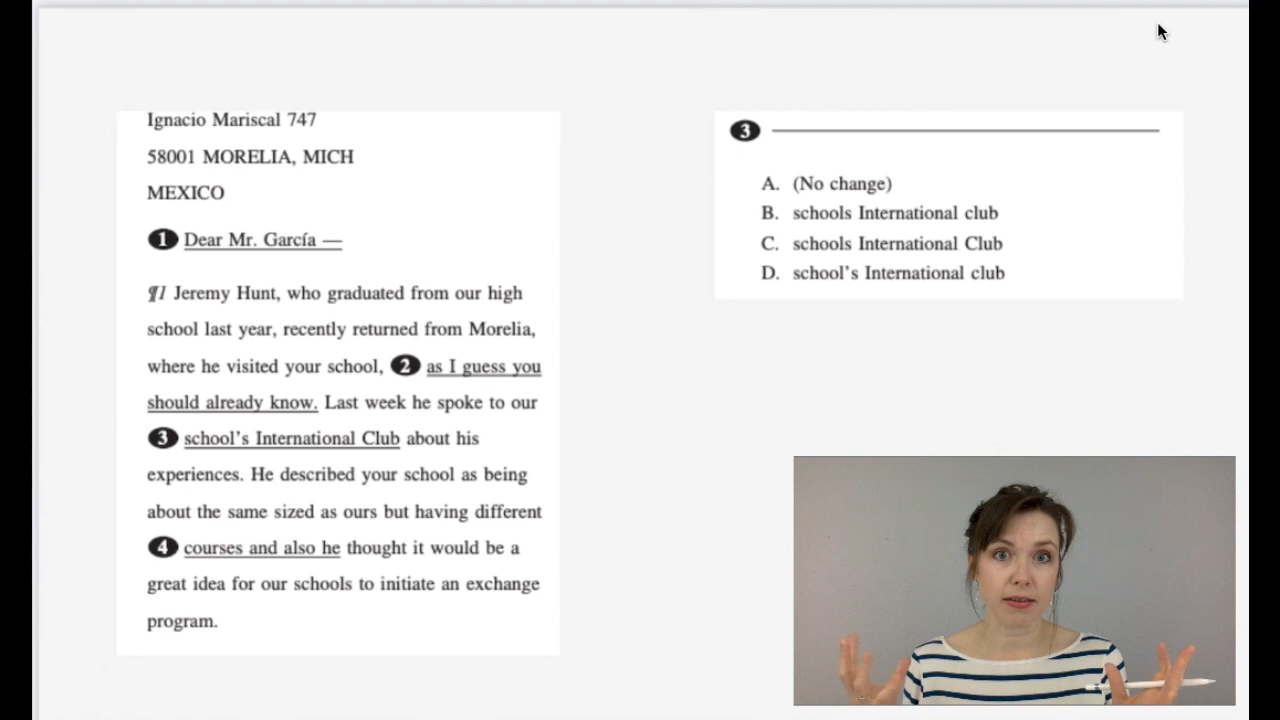 Ignacio Mariscal 747
58001 MORELIA, MICH
MEXICO
1 Dear Mr. García —
¶1 Jeremy Hunt, who graduated from our high
school last year, recently returned from Morelia,
where he visited your school, 2 as I guess you
should already know. Last week he spoke to our
3 school's International Club about his
experiences. He described your school as being
about the same sized as ours but having different
4 courses and also he thought it would be a
great idea for our schools to initiate an exchange
program.
3
A. (No change)
B. schools International club
C. schools International Club
D. school's International club